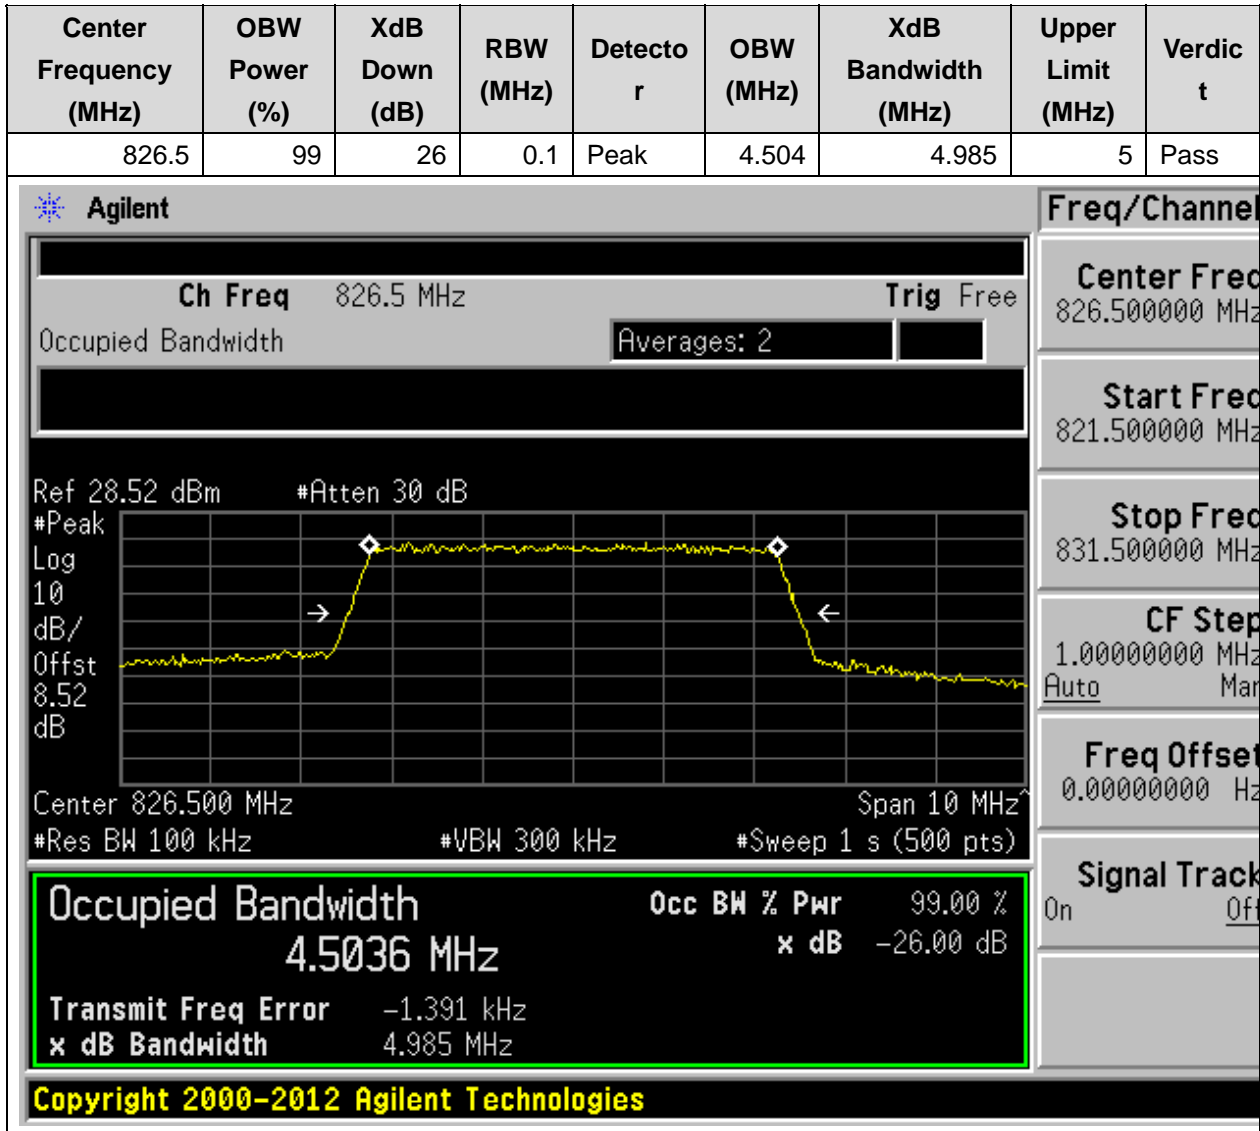 Center Frequency (MHz) OBW Power (%) XdB Down (dB) RBW (MHz) Detector OBW (MHz) XdB Bandwidth (MHz) Upper Limit (MHz) Verdict
826.5 99 26 0.1 Peak 4.504 4.985 5 Pass
Agilent
Ch Freq 826.5 MHz Trig Free
Occupied Bandwidth Averages: 2
Ref 28.52 dBm #Atten 30 dB
#Peak
Log
10
dB/
Offst
8.52
dB
Center 826.500 MHz Span 10 MHz^
#Res BW 100 kHz #VBW 300 kHz #Sweep 1 s (500 pts)
Occupied Bandwidth Occ BW % Pwr 99.00 %
4.5036 MHz x dB -26.00 dB
Transmit Freq Error -1.391 kHz
x dB Bandwidth 4.985 MHz
Copyright 2000-2012 Agilent Technologies
Freq/Channel
Center Freq
826.500000 MHz
Start Freq
821.500000 MHz
Stop Freq
831.500000 MHz
CF Step
1.00000000 MHz
Auto Man
Freq Offset
0.00000000 Hz
Signal Track
On Off